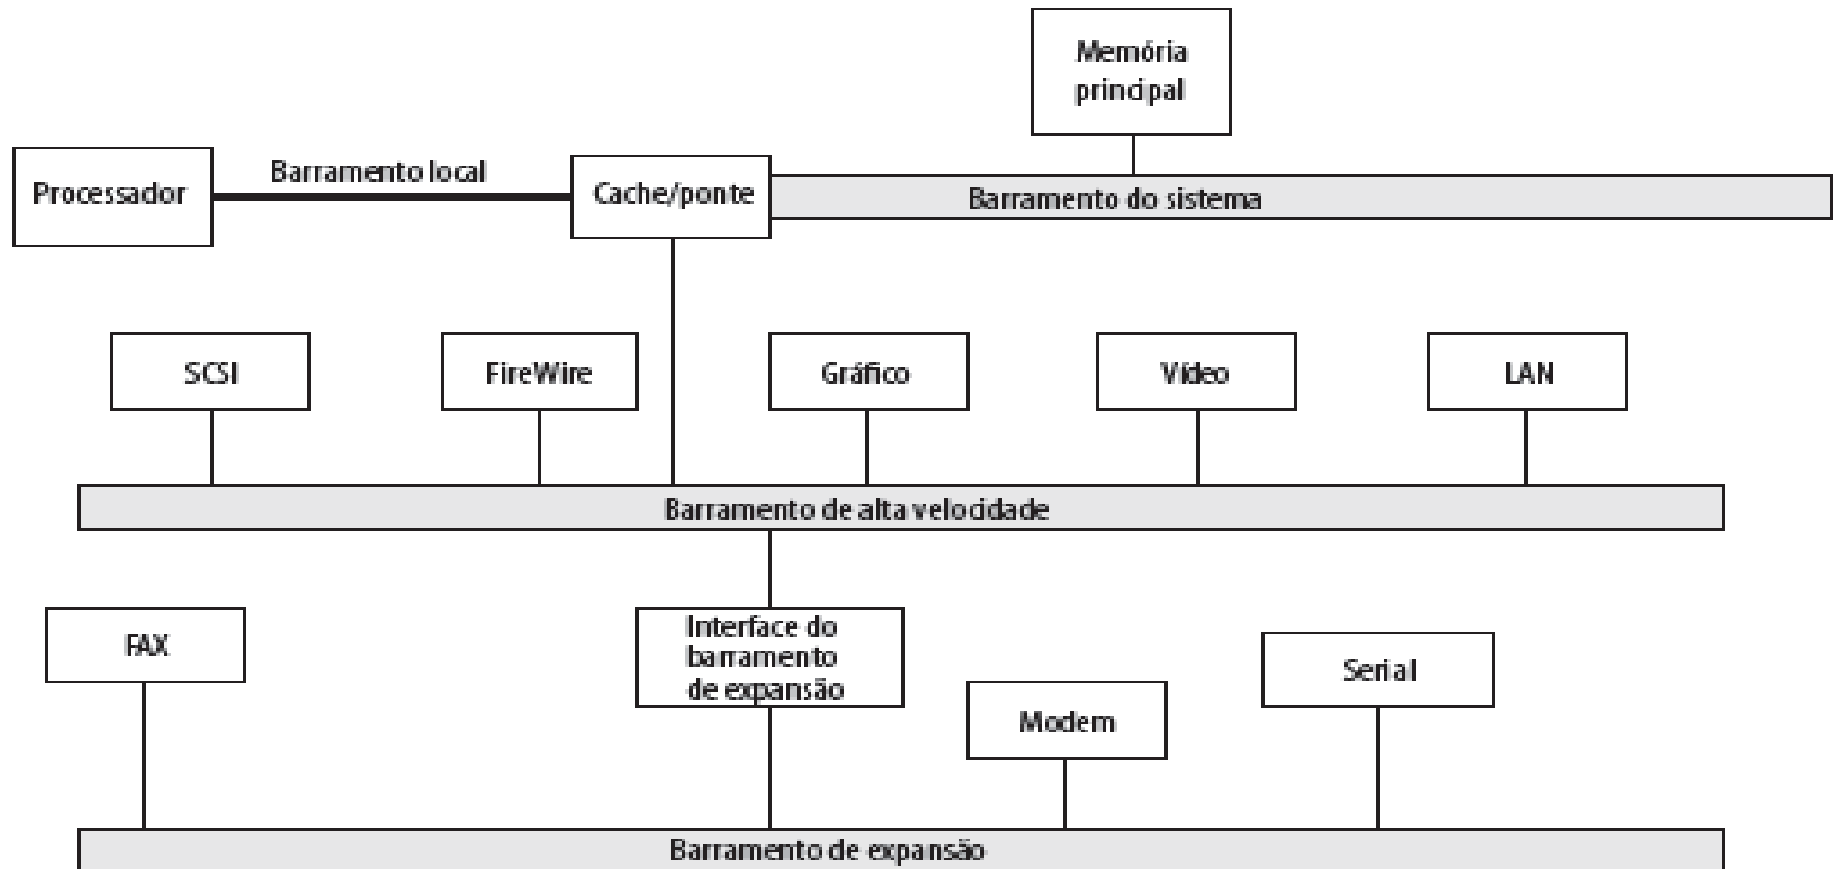 Memória
principal
Processador
Barramento local
Cache/ponte
Barramento do sistema
SCSI
FireWire
Gráfico
Vídeo
LAN
Barramento de alta velocidade
FAX
Interface do
barramento
de expansão
Modem
Serial
Barramento de expansão